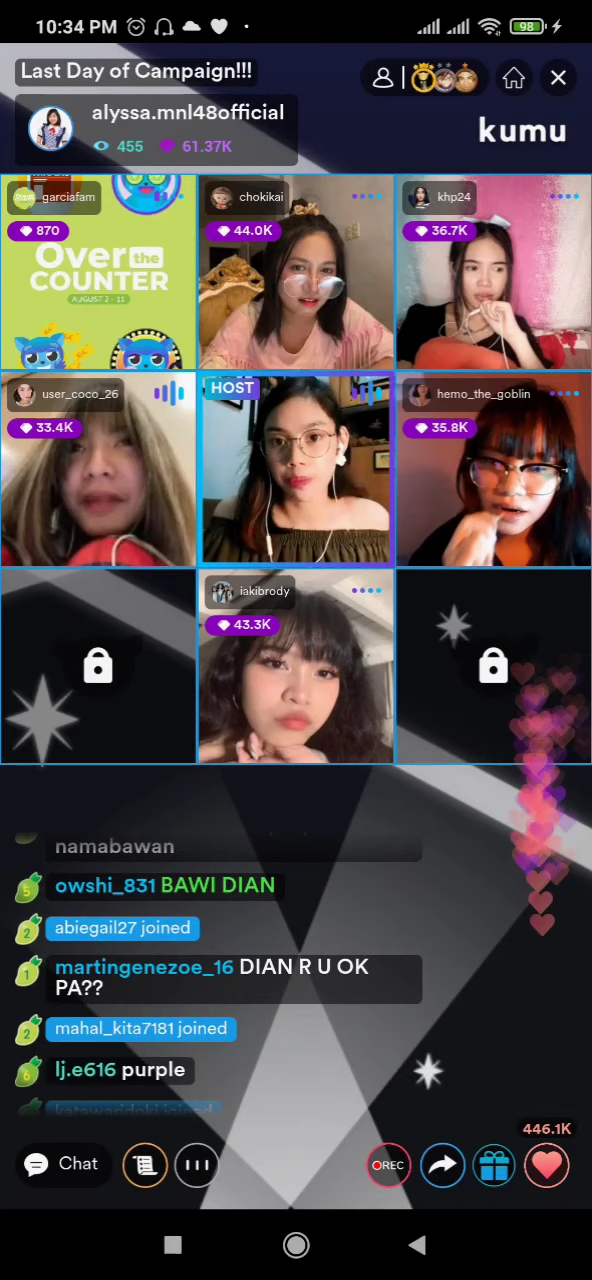 10:34 PM
98
Last Day of Campaign!!!
alyssa.mnl48official
455 61.37K
kumu
garciafam
870
Over the
COUNTER
AUGUST 2 - 11
chokikai
44.0K
khp24
36.7K
user_coco_26
33.4K
HOST
hemo_the_goblin
35.8K
iakibrody
43.3K
namabawan
5 owshi_831 BAWI DIAN
2 abiegail27 joined
1 martingenezoe_16 DIAN R U OK
PA??
2 mahal_kita7181 joined
6 lj.e616 purple
446.1K
Chat
REC